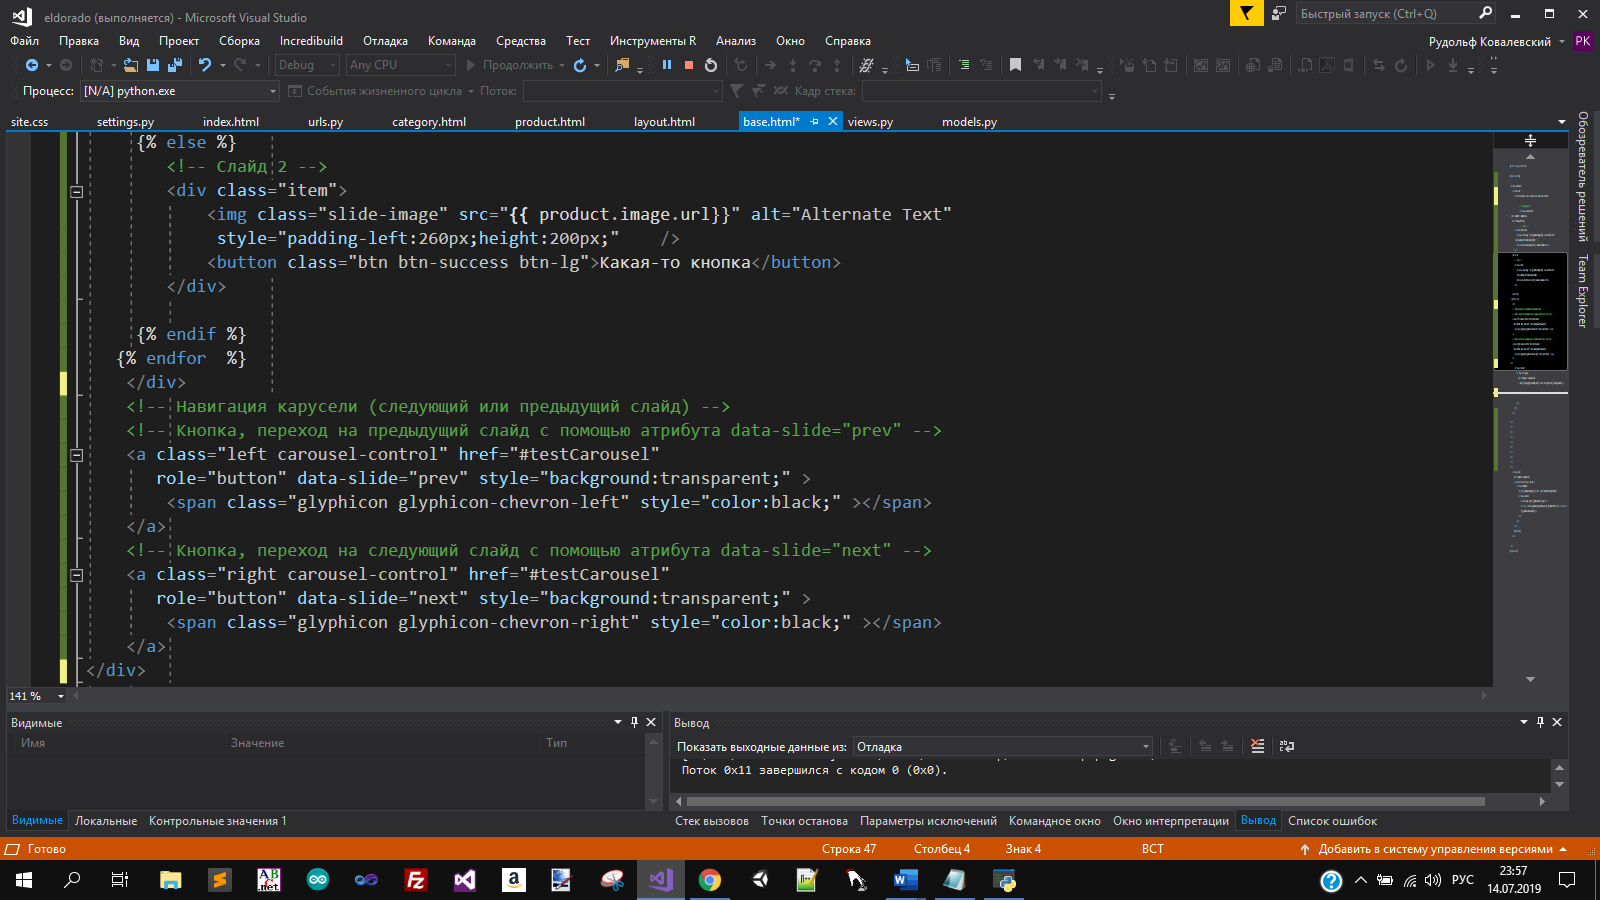 eldorado (выполняется) - Microsoft Visual Studio
Быстрый запуск (Ctrl+Q)
Файл Правка Вид Проект Сборка Incredibuild Отладка Команда Средства Тест Инструменты R Анализ Окно Справка
Рудольф Ковалевский РК
Debug Any CPU Продолжить
Процесс: [N/A] python.exe События жизненного цикла Поток: Кадр стека:
site.css settings.py index.html urls.py category.html product.html layout.html base.html* views.py models.py
{% else %}
<!-- Слайд 2 -->
<div class="item">
<img class="slide-image" src="{{ product.image.url}}" alt="Alternate Text"
style="padding-left:260px;height:200px;" />
<button class="btn btn-success btn-lg">Какая-то кнопка</button>
</div>
{% endif %}
{% endfor %}
</div>
<!-- Навигация карусели (следующий или предыдущий слайд) -->
<!-- Кнопка, переход на предыдущий слайд с помощью атрибута data-slide="prev" -->
<a class="left carousel-control" href="#testCarousel"
role="button" data-slide="prev" style="background:transparent;" >
<span class="glyphicon glyphicon-chevron-left" style="color:black;" ></span>
</a>
<!-- Кнопка, переход на следующий слайд с помощью атрибута data-slide="next" -->
<a class="right carousel-control" href="#testCarousel"
role="button" data-slide="next" style="background:transparent;" >
<span class="glyphicon glyphicon-chevron-right" style="color:black;" ></span>
</a>
</div>
Обозреватель решений
Team Explorer
141 %
Видимые
Имя Значение Тип
Видимые Локальные Контрольные значения 1
Вывод
Показать выходные данные из: Отладка
Поток 0x11 завершился с кодом 0 (0x0).
Стек вызовов Точки останова Параметры исключений Командное окно Окно интерпретации Вывод Список ошибок
Готово Строка 47 Столбец 4 Знак 4 ВСТ Добавить в систему управления версиями
РУС
23:57
14.07.2019